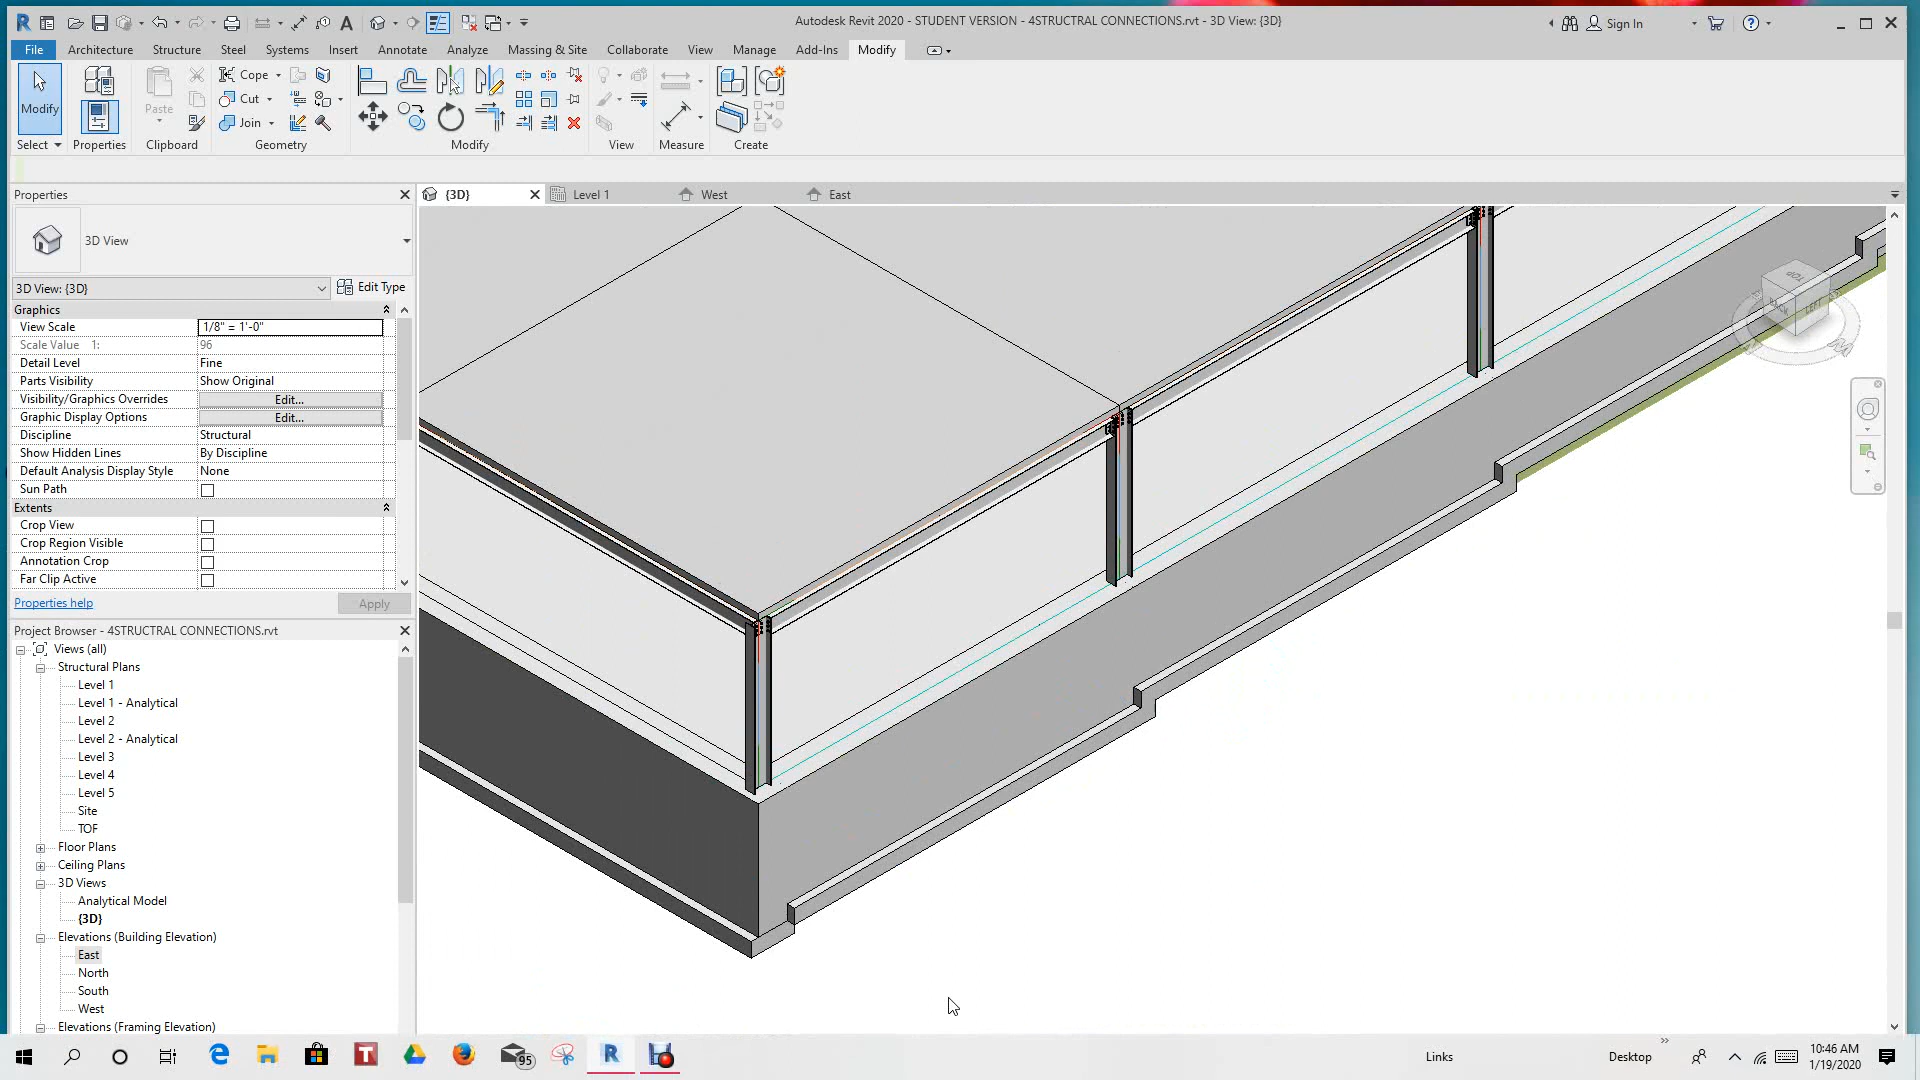 Autodesk Revit 2020 - STUDENT VERSION - 4STRUCTRAL CONNECTIONS.rvt - 3D View: {3D}
Sign In
File Architecture Structure Steel Systems Insert Annotate Analyze Massing & Site Collaborate View Manage Add-Ins Modify
Modify
Paste
Cope
Cut
Join
Select Properties Clipboard Geometry Modify View Measure Create
Properties
{3D} Level 1 West East
3D View
3D View: {3D} Edit Type
Graphics
View Scale 1/8" = 1'-0"
Scale Value 1: 96
Detail Level Fine
Parts Visibility Show Original
Visibility/Graphics Overrides Edit...
Graphic Display Options Edit...
Discipline Structural
Show Hidden Lines By Discipline
Default Analysis Display Style None
Sun Path
Extents
Crop View
Crop Region Visible
Annotation Crop
Far Clip Active
Properties help Apply
Project Browser - 4STRUCTRAL CONNECTIONS.rvt
Views (all)
Structural Plans
Level 1
Level 1 - Analytical
Level 2
Level 2 - Analytical
Level 3
Level 4
Level 5
Site
TOF
Floor Plans
Ceiling Plans
3D Views
Analytical Model
{3D}
Elevations (Building Elevation)
East
North
South
West
Elevations (Framing Elevation)
TOP
BACK
LEFT
95
Links
Desktop
10:46 AM
1/19/2020